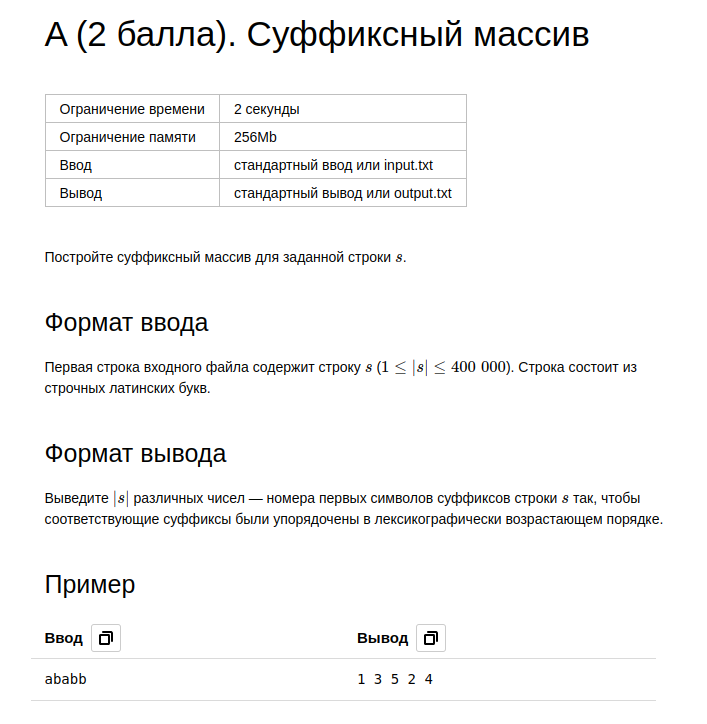 A (2 балла). Суффиксный массив
Ограничение времени 2 секунды
Ограничение памяти 256Mb
Ввод стандартный ввод или input.txt
Вывод стандартный вывод или output.txt
Постройте суффиксный массив для заданной строки s.
Формат ввода
Первая строка входного файла содержит строку s (1 ≤ |s| ≤ 400 000). Строка состоит из
строчных латинских букв.
Формат вывода
Выведите |s| различных чисел — номера первых символов суффиксов строки s так, чтобы
соответствующие суффиксы были упорядочены в лексикографически возрастающем порядке.
Пример
Ввод Вывод
ababb 1 3 5 2 4